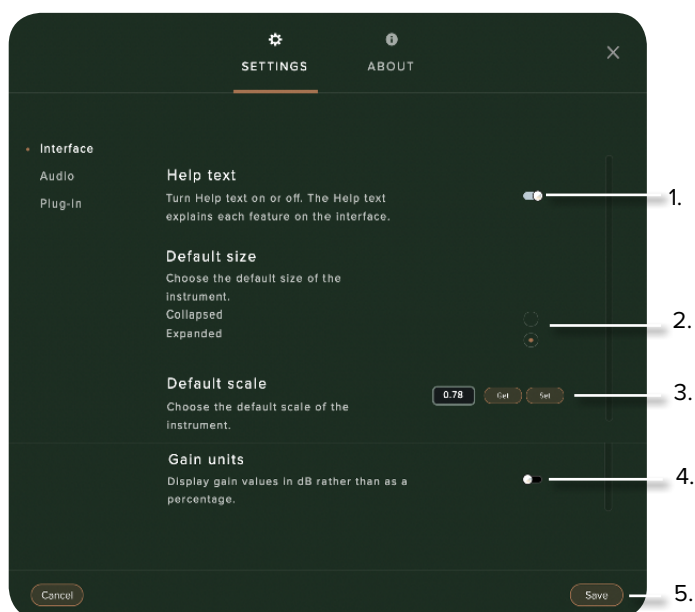 SETTINGS
ABOUT
Interface
Audio
Plug-In
Help text
Turn Help text on or off. The Help text
explains each feature on the interface.
1.
Default size
Choose the default size of the
instrument.
Collapsed
Expanded
2.
Default scale
Choose the default scale of the
instrument.
0.78
Get
Set
3.
Gain units
Display gain values in dB rather than as a
percentage.
4.
Cancel
Save
5.